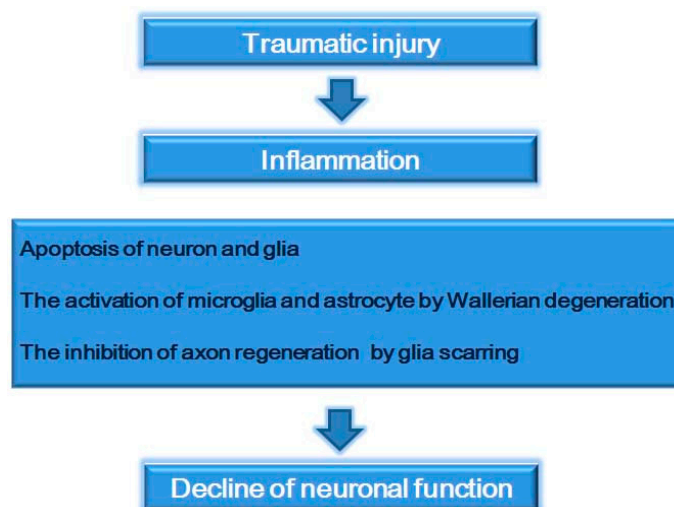 Traumatic injury
Inflammation
Apoptosis of neuron and glia
The activation of microglia and astrocyte by Wallerian degeneration
The inhibition of axon regeneration by glia scarring
Decline of neuronal function